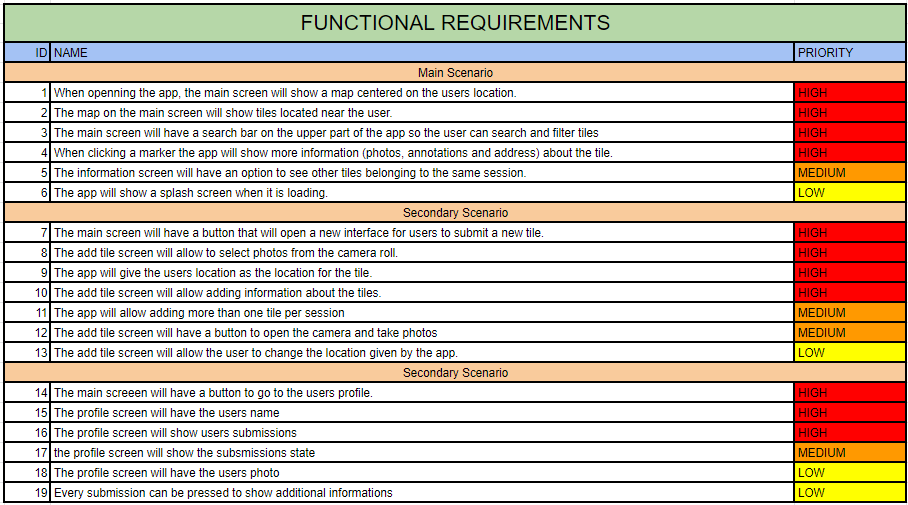 FUNCTIONAL REQUIREMENTS
ID NAME PRIORITY
Main Scenario
1 When openning the app, the main screen will show a map centered on the users location. HIGH
2 The map on the main screen will show tiles located near the user. HIGH
3 The main screen will have a search bar on the upper part of the app so the user can search and filter tiles HIGH
4 When clicking a marker the app will show more information (photos, annotations and address) about the tile. HIGH
5 The information screen will have an option to see other tiles belonging to the same session. MEDIUM
6 The app will show a splash screen when it is loading. LOW
Secondary Scenario
7 The main screen will have a button that will open a new interface for users to submit a new tile. HIGH
8 The add tile screen will allow to select photos from the camera roll. HIGH
9 The app will give the users location as the location for the tile. HIGH
10 The add tile screen will allow adding information about the tiles. HIGH
11 The app will allow adding more than one tile per session MEDIUM
12 The add tile screen will have a button to open the camera and take photos MEDIUM
13 The add tile screen will allow the user to change the location given by the app. LOW
Secondary Scenario
14 The main screeen will have a button to go to the users profile. HIGH
15 The profile screen will have the users name HIGH
16 The profile screen will show users submissions HIGH
17 the profile screen will show the subsmissions state MEDIUM
18 The profile screen will have the users photo LOW
19 Every submission can be pressed to show additional informations LOW